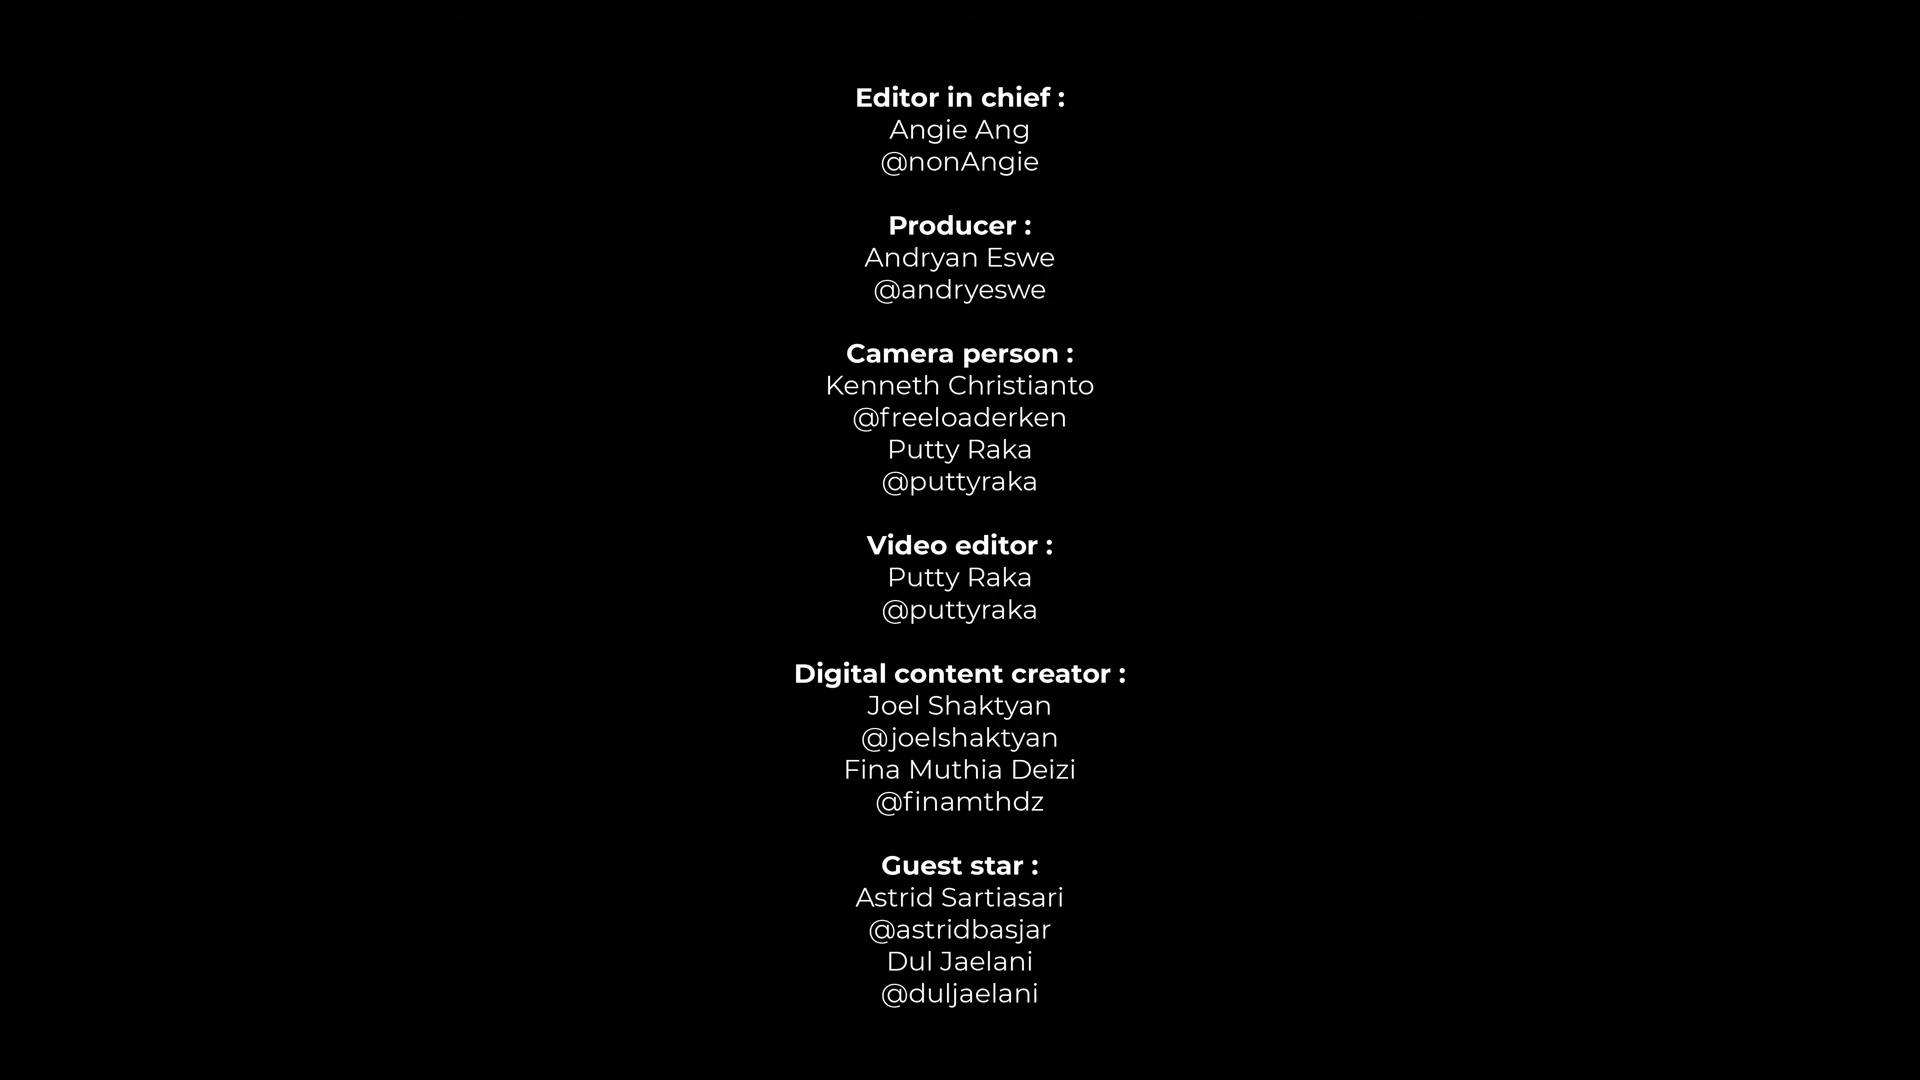 Editor in chief :
Angie Ang
@nonAngie
Producer :
Andryan Eswe
@andryeswe
Camera person :
Kenneth Christianto
@freeloaderken
Putty Raka
@puttyraka
Video editor :
Putty Raka
@puttyraka
Digital content creator :
Joel Shaktyan
@joelshaktyan
Fina Muthia Deizi
@finamthdz
Guest star :
Astrid Sartiasari
@astridbasjar
Dul Jaelani
@duljaelani